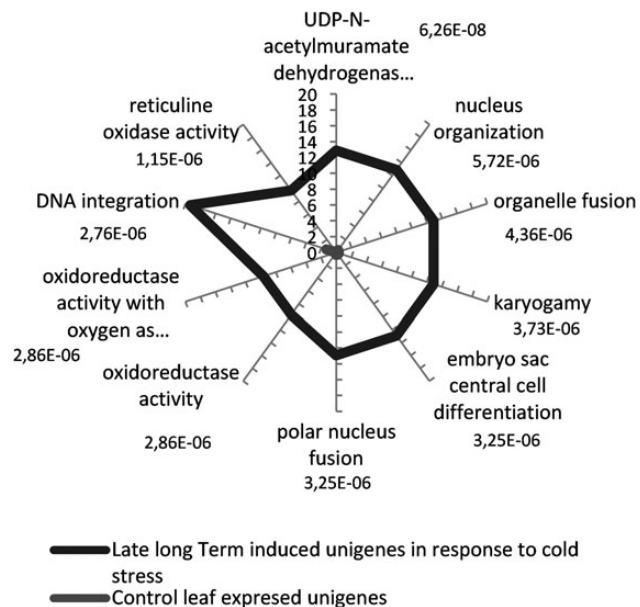 UDP-N-
acetylmuramate
dehydrogenas...
6,26E-08
nucleus
organization
5,72E-06
organelle fusion
4,36E-06
karyogamy
3,73E-06
embryo sac
central cell
differentiation
3,25E-06
polar nucleus
fusion
3,25E-06
oxidoreductase
activity
2,86E-06
oxidoreductase
activity with
oxygen as...
2,86E-06
DNA integration
2,76E-06
reticuline
oxidase activity
1,15E-06
20
18
16
14
12
10
8
6
4
2
0
Late long Term induced unigenes in response to cold
stress
Control leaf expresed unigenes